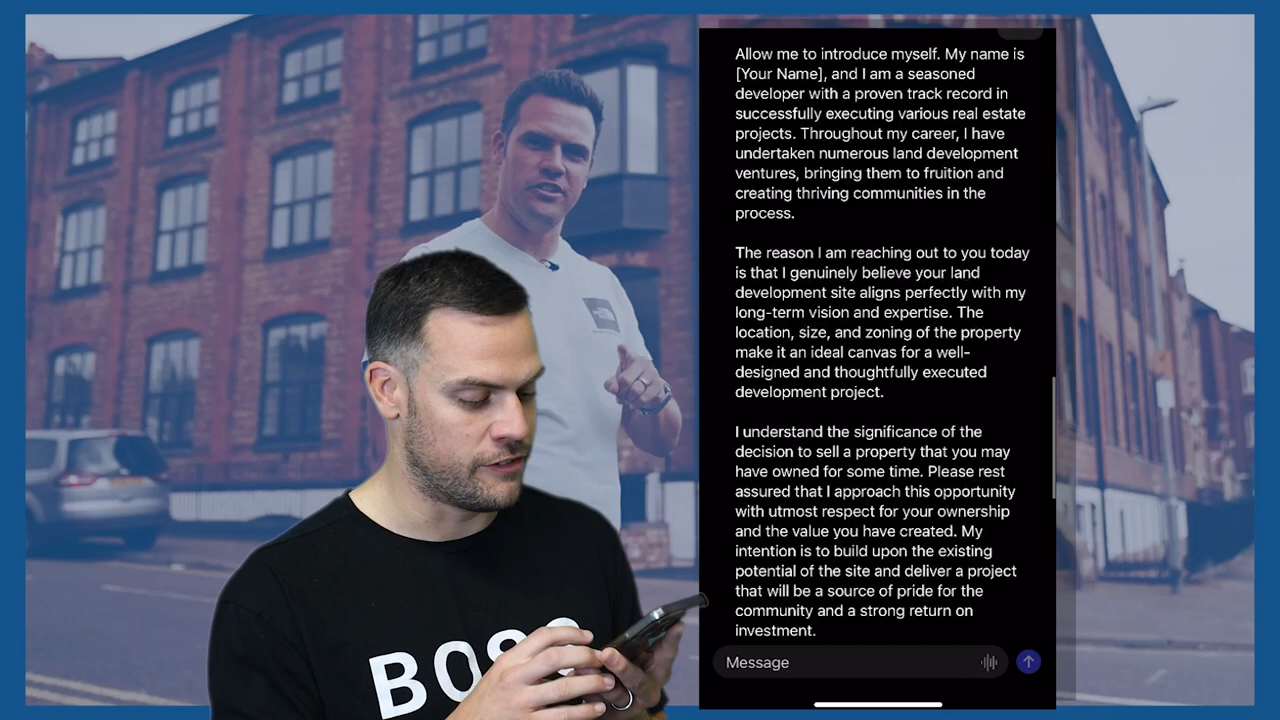 Allow me to introduce myself. My name is
[Your Name], and I am a seasoned
developer with a proven track record in
successfully executing various real estate
projects. Throughout my career, I have
undertaken numerous land development
ventures, bringing them to fruition and
creating thriving communities in the
process.
The reason I am reaching out to you today
is that I genuinely believe your land
development site aligns perfectly with my
long-term vision and expertise. The
location, size, and zoning of the property
make it an ideal canvas for a well-
designed and thoughtfully executed
development project.
I understand the significance of the
decision to sell a property that you may
have owned for some time. Please rest
assured that I approach this opportunity
with utmost respect for your ownership
and the value you have created. My
intention is to build upon the existing
potential of the site and deliver a project
that will be a source of pride for the
community and a strong return on
investment.
Message